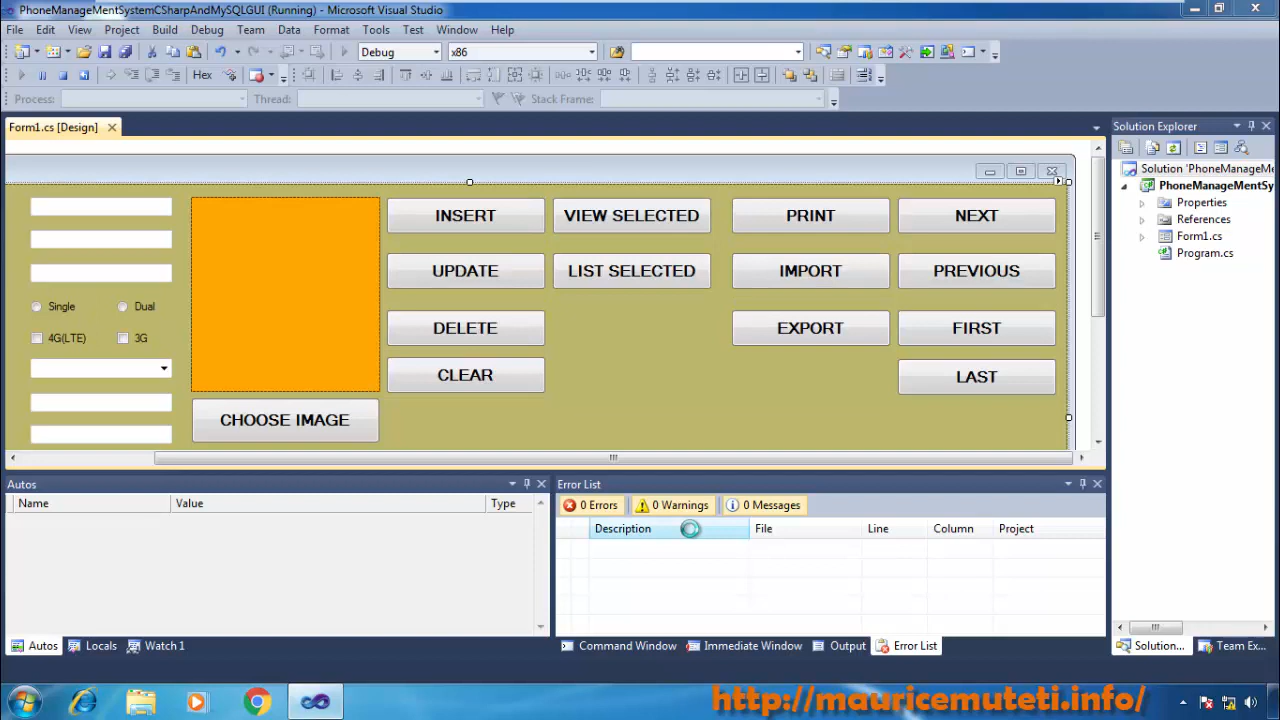 PhoneManageMentSystemCSharpAndMySQLGUI (Running) - Microsoft Visual Studio
File Edit View Project Build Debug Team Data Format Tools Test Window Help
Debug x86
Hex
Process: Thread: Stack Frame:
Form1.cs [Design]
Solution Explorer
Solution 'PhoneManageMe
PhoneManageMentSy
Properties
References
Form1.cs
Program.cs
INSERT VIEW SELECTED PRINT NEXT
UPDATE LIST SELECTED IMPORT PREVIOUS
Single Dual
DELETE EXPORT FIRST
4G(LTE) 3G
CLEAR LAST
CHOOSE IMAGE
Autos
Name Value Type
Error List
0 Errors 0 Warnings 0 Messages
Description File Line Column Project
Autos Locals Watch 1
Command Window Immediate Window Output Error List
Solution... Team Ex...
http://mauricemuteti.info/